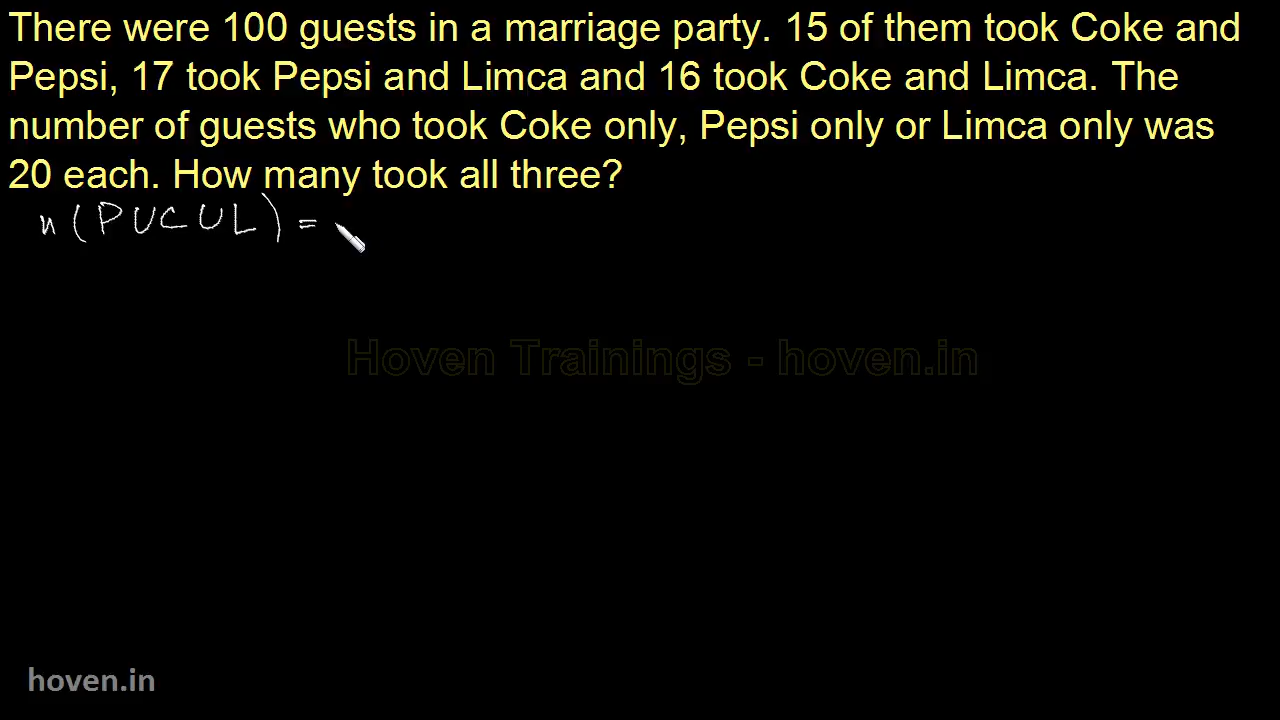 There were 100 guests in a marriage party. 15 of them took Coke and
Pepsi, 17 took Pepsi and Limca and 16 took Coke and Limca. The
number of guests who took Coke only, Pepsi only or Limca only was
20 each. How many took all three?
n(PUCUL) =
Hoven Trainings - hoven.in
hoven.in